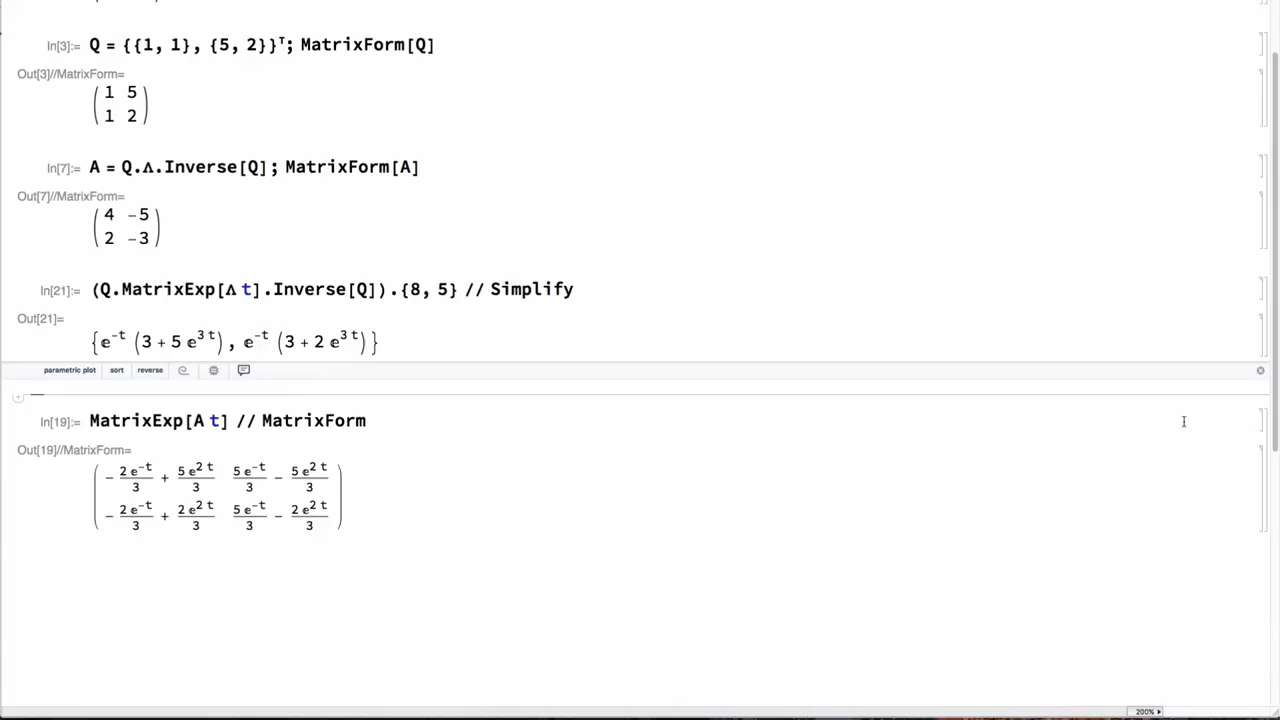 In[3]:= Q = {{1, 1}, {5, 2}}ᵀ; MatrixForm[Q]
Out[3]//MatrixForm=
( 1 5
1 2 )
In[7]:= A = Q.Λ.Inverse[Q]; MatrixForm[A]
Out[7]//MatrixForm=
( 4 −5
2 −3 )
In[21]:= (Q.MatrixExp[Λ t].Inverse[Q]).{8, 5} // Simplify
Out[21]=
{ⅇ^−t (3 + 5 ⅇ^3 t), ⅇ^−t (3 + 2 ⅇ^3 t)}
parametric plot sort reverse
In[19]:= MatrixExp[A t] // MatrixForm
Out[19]//MatrixForm=
( − 2 ⅇ^−t/3 + 5 ⅇ^2 t/3 5 ⅇ^−t/3 − 5 ⅇ^2 t/3
− 2 ⅇ^−t/3 + 2 ⅇ^2 t/3 5 ⅇ^−t/3 − 2 ⅇ^2 t/3 )
200%